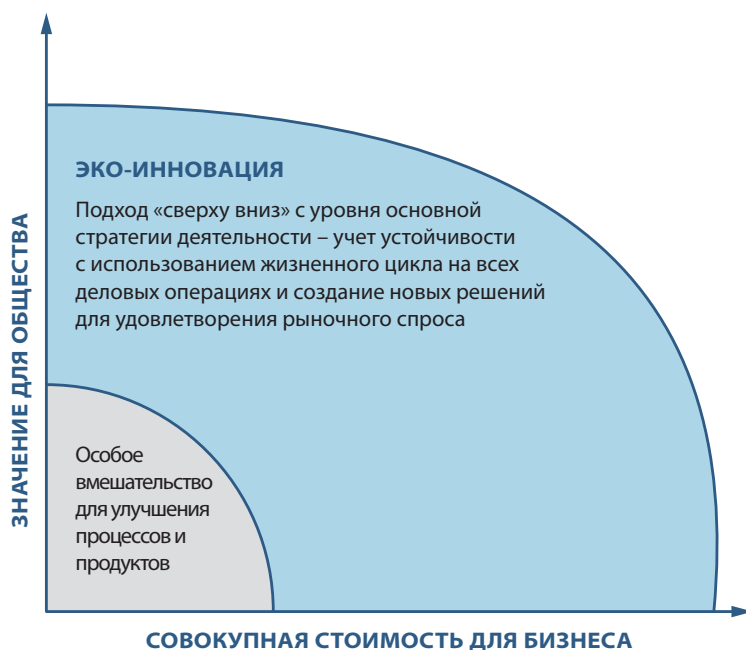 ЭКО-ИННОВАЦИЯ
Подход «сверху вниз» с уровня основной
стратегии деятельности – учет устойчивости
с использованием жизненного цикла на всех
деловых операциях и создание новых решений
для удовлетворения рыночного спроса
ЗНАЧЕНИЕ ДЛЯ ОБЩЕСТВА
Особое
вмешательство
для улучшения
процессов и
продуктов
СОВОКУПНАЯ СТОИМОСТЬ ДЛЯ БИЗНЕСА